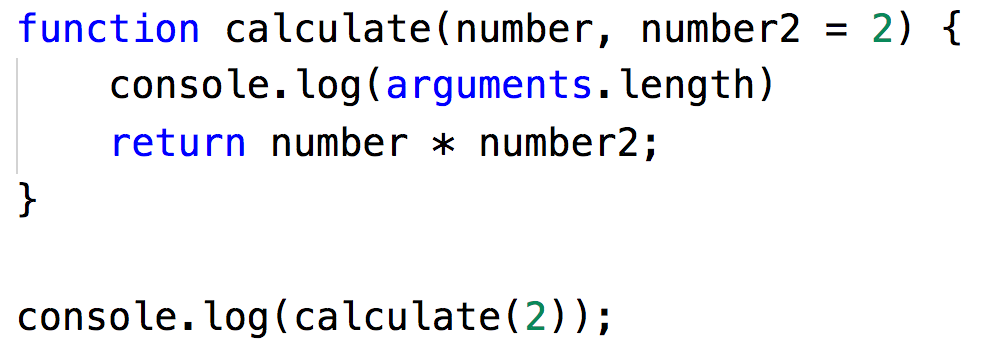 function calculate(number, number2 = 2) {
    console.log(arguments.length)
    return number * number2;
}
console.log(calculate(2));